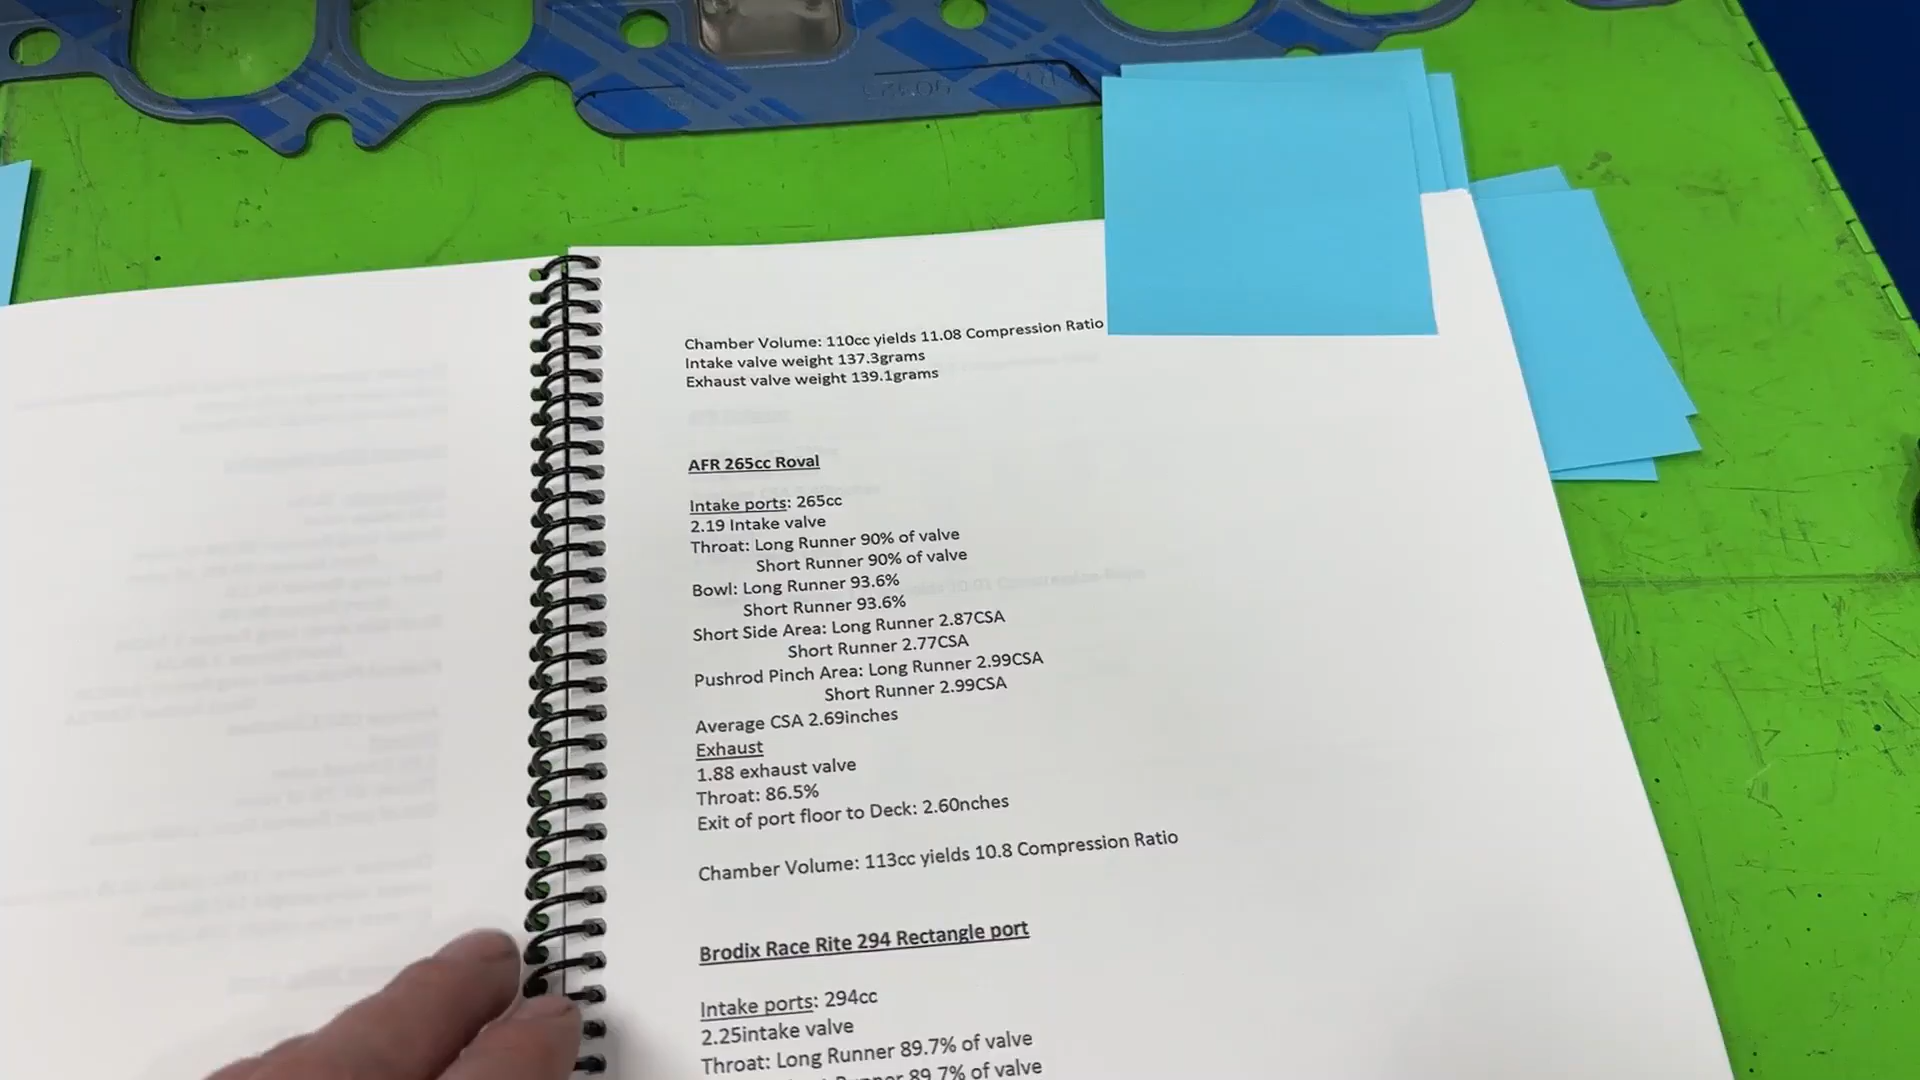 Chamber Volume: 110cc yields 11.08 Compression Ratio
Intake valve weight 137.3grams
Exhaust valve weight 139.1grams
AFR 265cc Roval
Intake ports: 265cc
2.19 Intake valve
Throat: Long Runner 90% of valve
Short Runner 90% of valve
Bowl: Long Runner 93.6%
Short Runner 93.6%
Short Side Area: Long Runner 2.87CSA
Short Runner 2.77CSA
Pushrod Pinch Area: Long Runner 2.99CSA
Short Runner 2.99CSA
Average CSA 2.69inches
Exhaust
1.88 exhaust valve
Throat: 86.5%
Exit of port floor to Deck: 2.60nches
Chamber Volume: 113cc yields 10.8 Compression Ratio
Brodix Race Rite 294 Rectangle port
Intake ports: 294cc
2.25intake valve
Throat: Long Runner 89.7% of valve
Runner 89.7% of valve